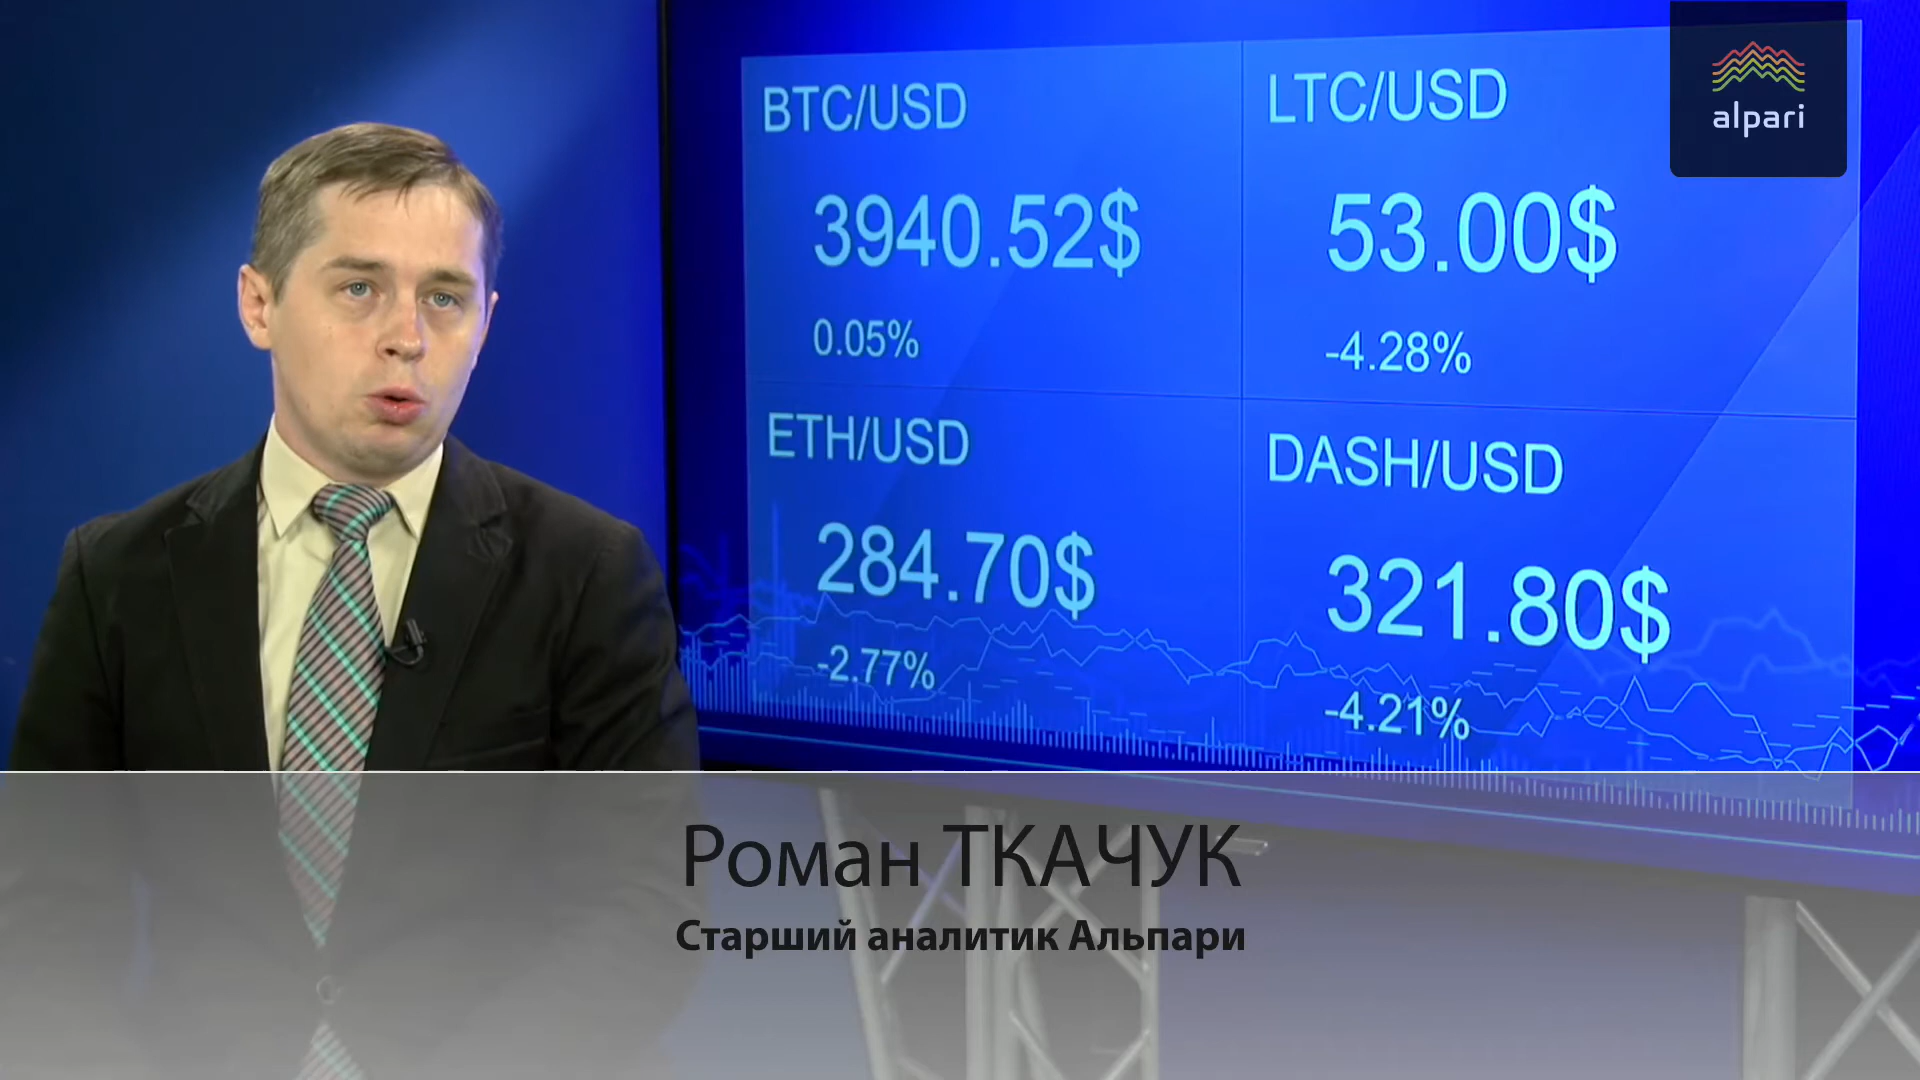 alpari
BTC/USD
3940.52$
0.05%
LTC/USD
53.00$
-4.28%
ETH/USD
284.70$
-2.77%
DASH/USD
321.80$
-4.21%
Роман ТКАЧУК
Старший аналитик Альпари